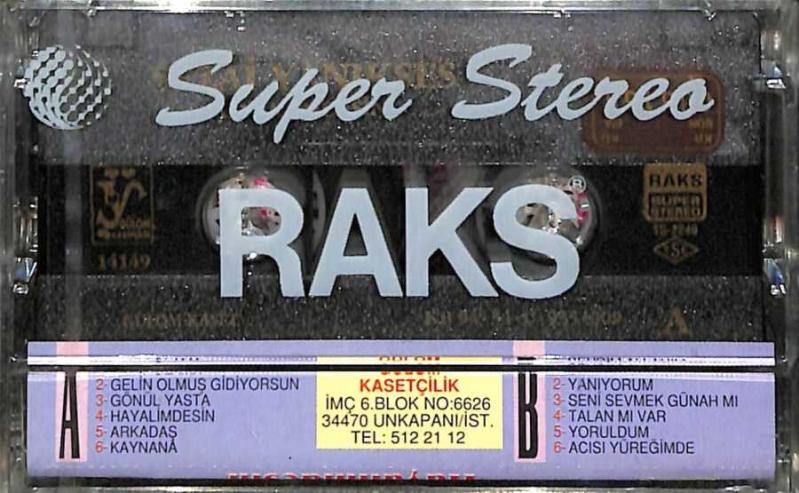 Super Stereo
RAKS®
RAKS
SUPER
STEREO
14149
A
A
2- GELİN OLMUŞ GİDİYORSUN
3- GÖNÜL YASTA
4- HAYALİMDESİN
5- ARKADAŞ
6- KAYNANA
KASETÇİLİK
İMÇ 6.BLOK NO:6626
34470 UNKAPANI/İST.
TEL: 512 21 12
B
2- YANIYORUM
3- SENİ SEVMEK GÜNAH MI
4- TALAN MI VAR
5- YORULDUM
6- ACISI YÜREĞİMDE